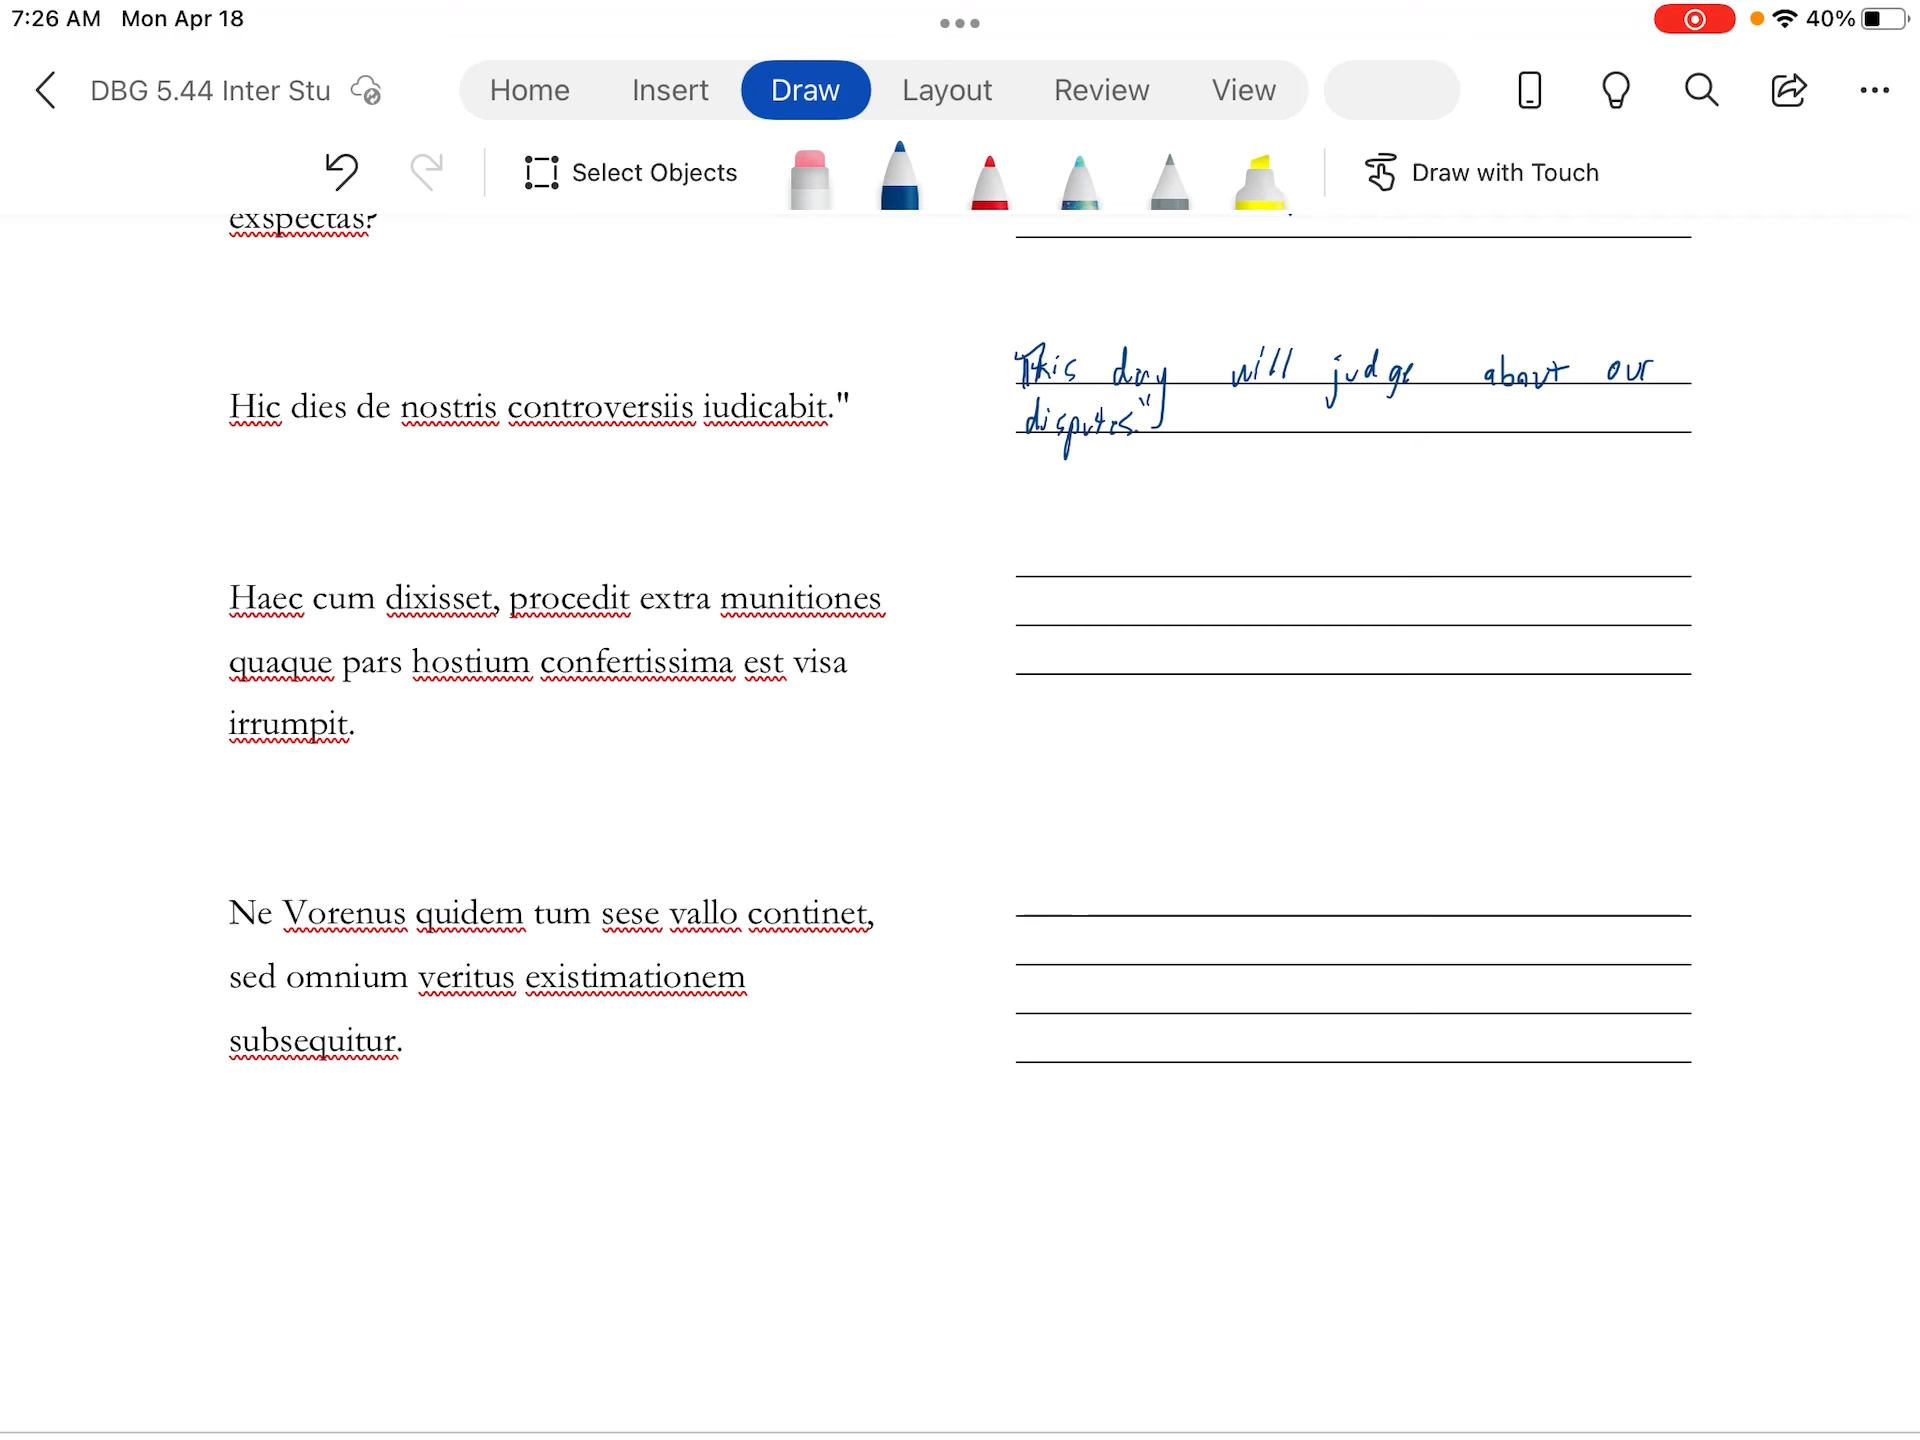 7:26 AM Mon Apr 18
40%
DBG 5.44 Inter Stu
Home Insert Draw Layout Review View
Select Objects
Draw with Touch
exspectas?
This day will judge about our
Hic dies de nostris controversiis iudicabit."
disputes."
Haec cum dixisset, procedit extra munitiones
quaque pars hostium confertissima est visa
irrumpit.
Ne Vorenus quidem tum sese vallo continet,
sed omnium veritus existimationem
subsequitur.